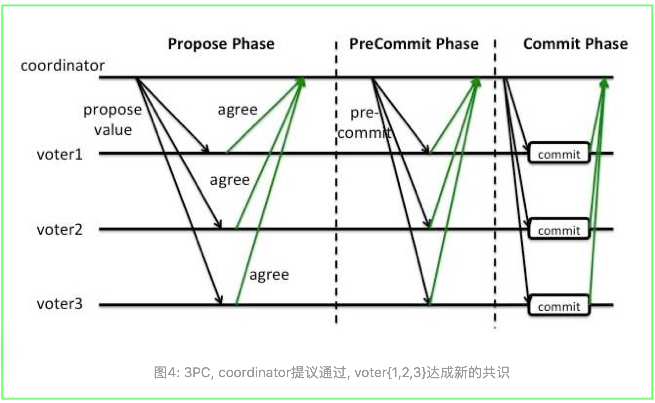 Propose Phase PreCommit Phase Commit Phase
coordinator
propose
value
agree
pre-
commit
voter1
commit
agree
voter2
commit
agree
voter3
commit
图4: 3PC, coordinator提议通过, voter{1,2,3}达成新的共识